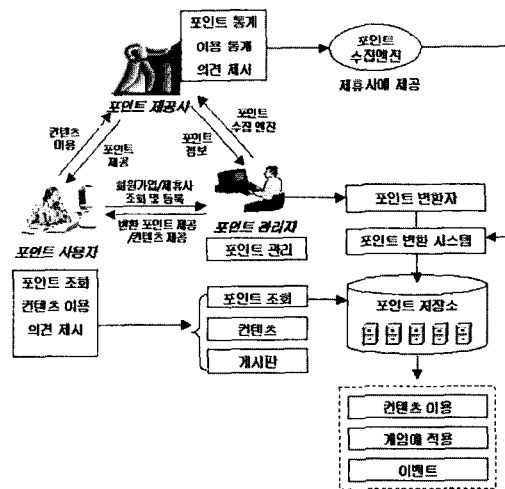 포인트 통계
이용 통계
의견 제시
포인트
수집엔진
제휴사에 제공
포인트 제공사
컨텐츠
이용
포인트
제공
포인트
정보
포인트
수집 엔진
회원가입/제휴사
조회 및 등록
변환 포인트 제공
/컨텐츠 제공
포인트 사용자
포인트 관리자
포인트 관리
포인트 변환자
포인트 변환 시스템
포인트 조회
컨텐츠 이용
의견 제시
포인트 조회
컨텐츠
게시판
포인트 저장소
컨텐츠 이용
게임에 적용
이벤트